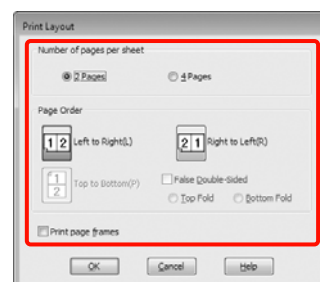 Print Layout
Number of pages per sheet
2 Pages 4 Pages
Page Order
1 2 Left to Right(L) 2 1 Right to Left(R)
1 2 Top to Bottom(P) False Double-Sided
Top Fold Bottom Fold
Print page frames
OK Cancel Help